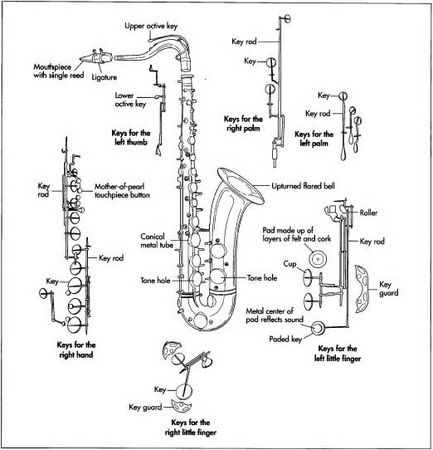 Upper octive key
Mouthpiece
with single reed
Ligature
Lower
octive key
Keys for the
left thumb
Key rod
Key
Keys for the
right palm
Key
Key rod
Keys for the
left palm
Key
rod
Mother-of-pearl
touchpiece button
Key rod
Key
Keys for the
right hand
Upturned flared bell
Conical
metal tube
Tone hole
Tone hole
Pad made up of
layers of felt and cork
Cup
Roller
Key rod
Key
guard
Metal center of
pad reflects sound
Paded key
Keys for the
left little finger
Key
Key guard
Keys for the
right little finger